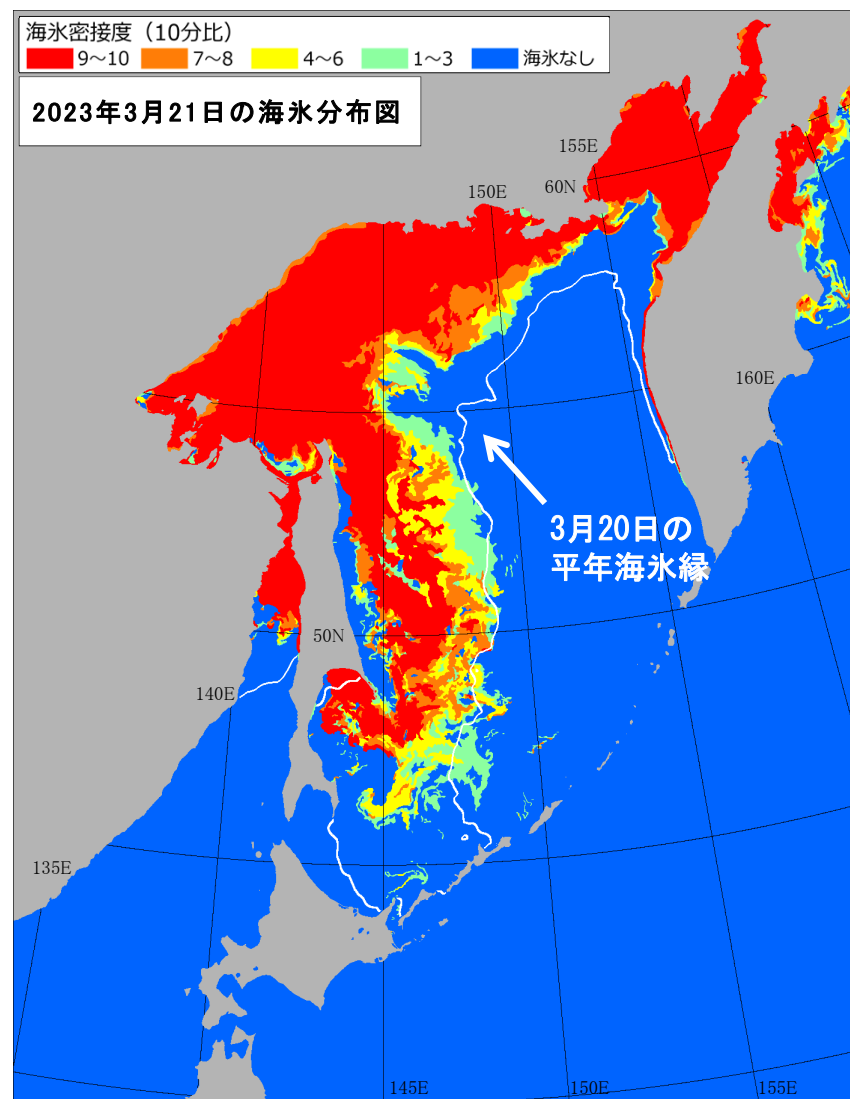 海氷密接度（10分比）
9～10 7～8 4～6 1～3 海氷なし
2023年3月21日の海氷分布図
155E
60N
150E
160E
3月20日の
平年海氷縁
50N
140E
135E
145E 150E 155E